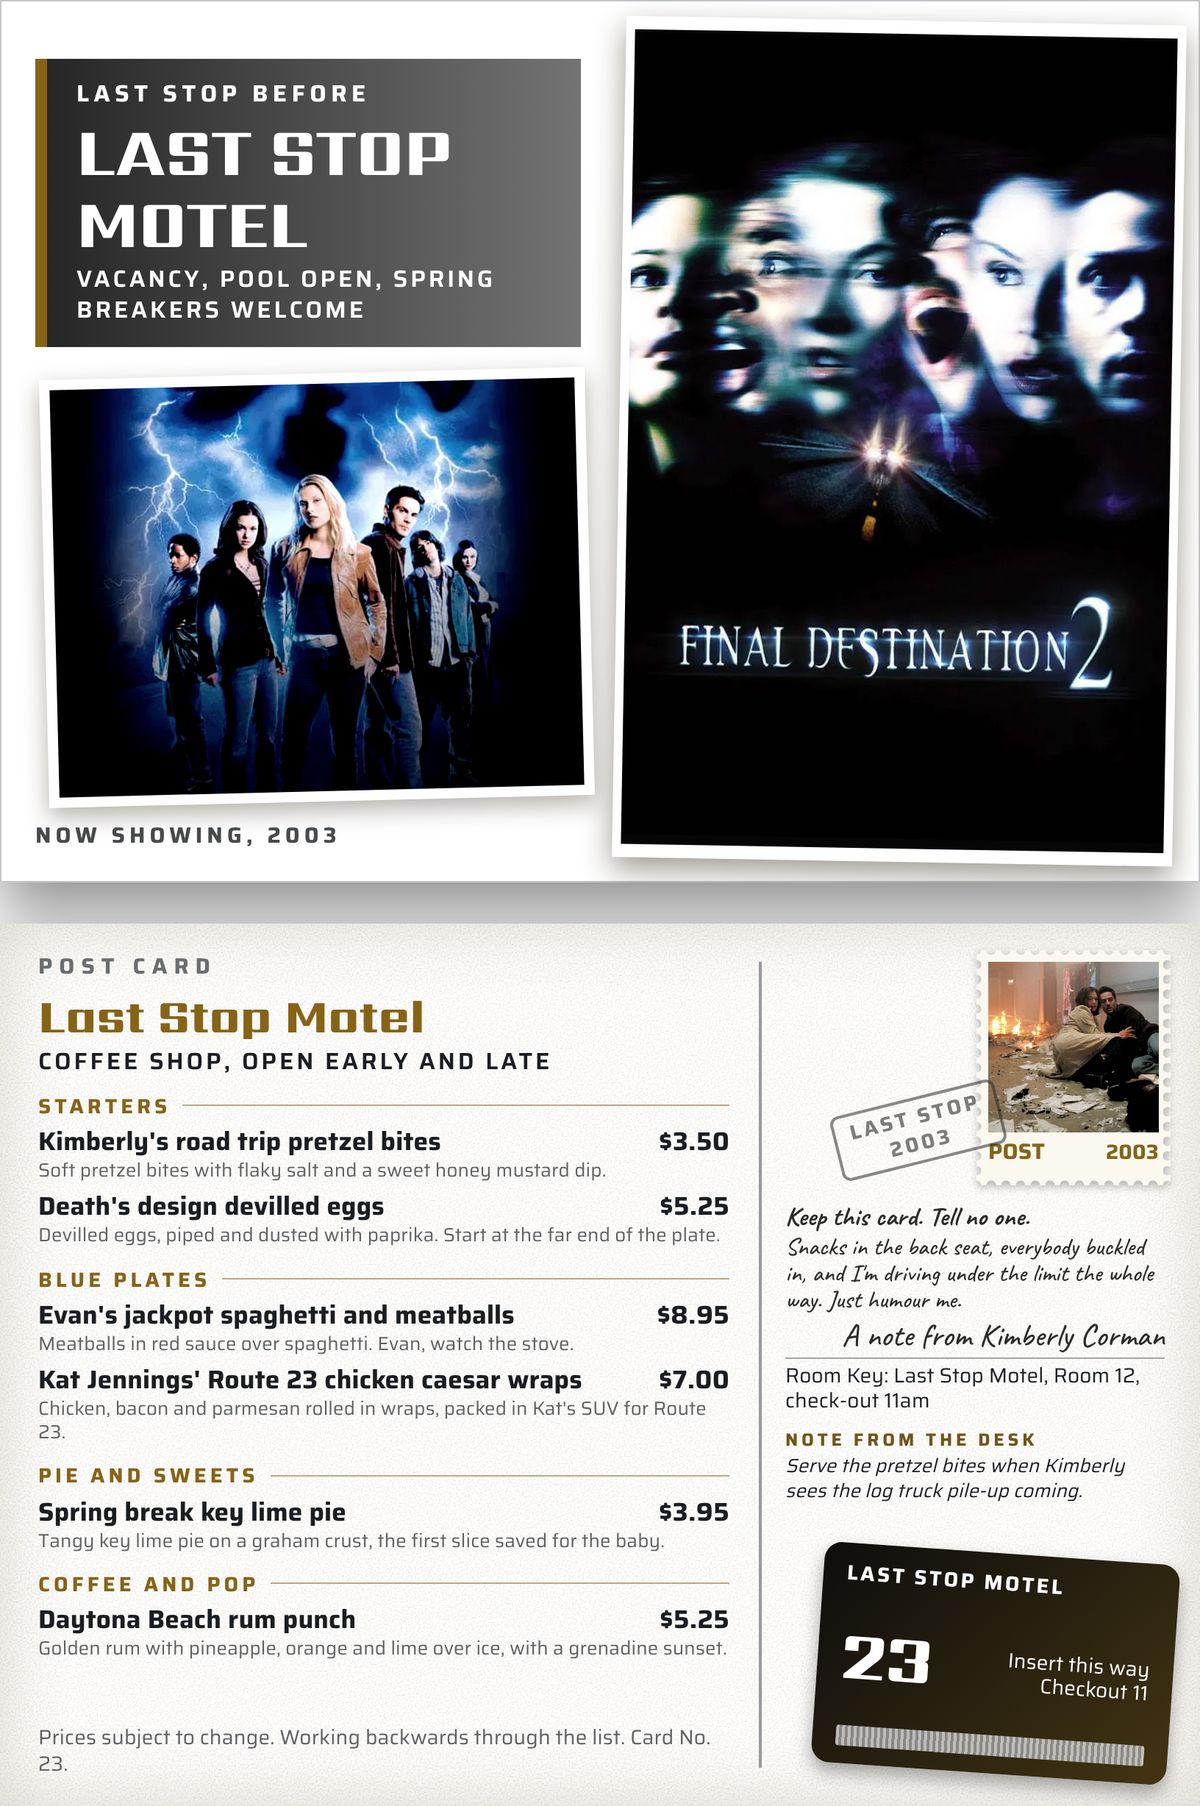 LAST STOP BEFORE
LAST STOP
MOTEL
VACANCY, POOL OPEN, SPRING
BREAKERS WELCOME
FINAL DESTINATION 2
NOW SHOWING, 2003
POST CARD
Last Stop Motel
COFFEE SHOP, OPEN EARLY AND LATE
STARTERS
Kimberly's road trip pretzel bites $3.50
Soft pretzel bites with flaky salt and a sweet honey mustard dip.
Death's design devilled eggs $5.25
Devilled eggs, piped and dusted with paprika. Start at the far end of the plate.
BLUE PLATES
Evan's jackpot spaghetti and meatballs $8.95
Meatballs in red sauce over spaghetti. Evan, watch the stove.
Kat Jennings' Route 23 chicken caesar wraps $7.00
Chicken, bacon and parmesan rolled in wraps, packed in Kat's SUV for Route
23.
PIE AND SWEETS
Spring break key lime pie $3.95
Tangy key lime pie on a graham crust, the first slice saved for the baby.
COFFEE AND POP
Daytona Beach rum punch $5.25
Golden rum with pineapple, orange and lime over ice, with a grenadine sunset.
Prices subject to change. Working backwards through the list. Card No.
23.
LAST STOP
2003
POST 2003
Keep this card. Tell no one.
Snacks in the back seat, everybody buckled
in, and I'm driving under the limit the whole
way. Just humour me.
A note from Kimberly Corman
Room Key: Last Stop Motel, Room 12,
check-out 11am
NOTE FROM THE DESK
Serve the pretzel bites when Kimberly
sees the log truck pile-up coming.
LAST STOP MOTEL
23
Insert this way
Checkout 11